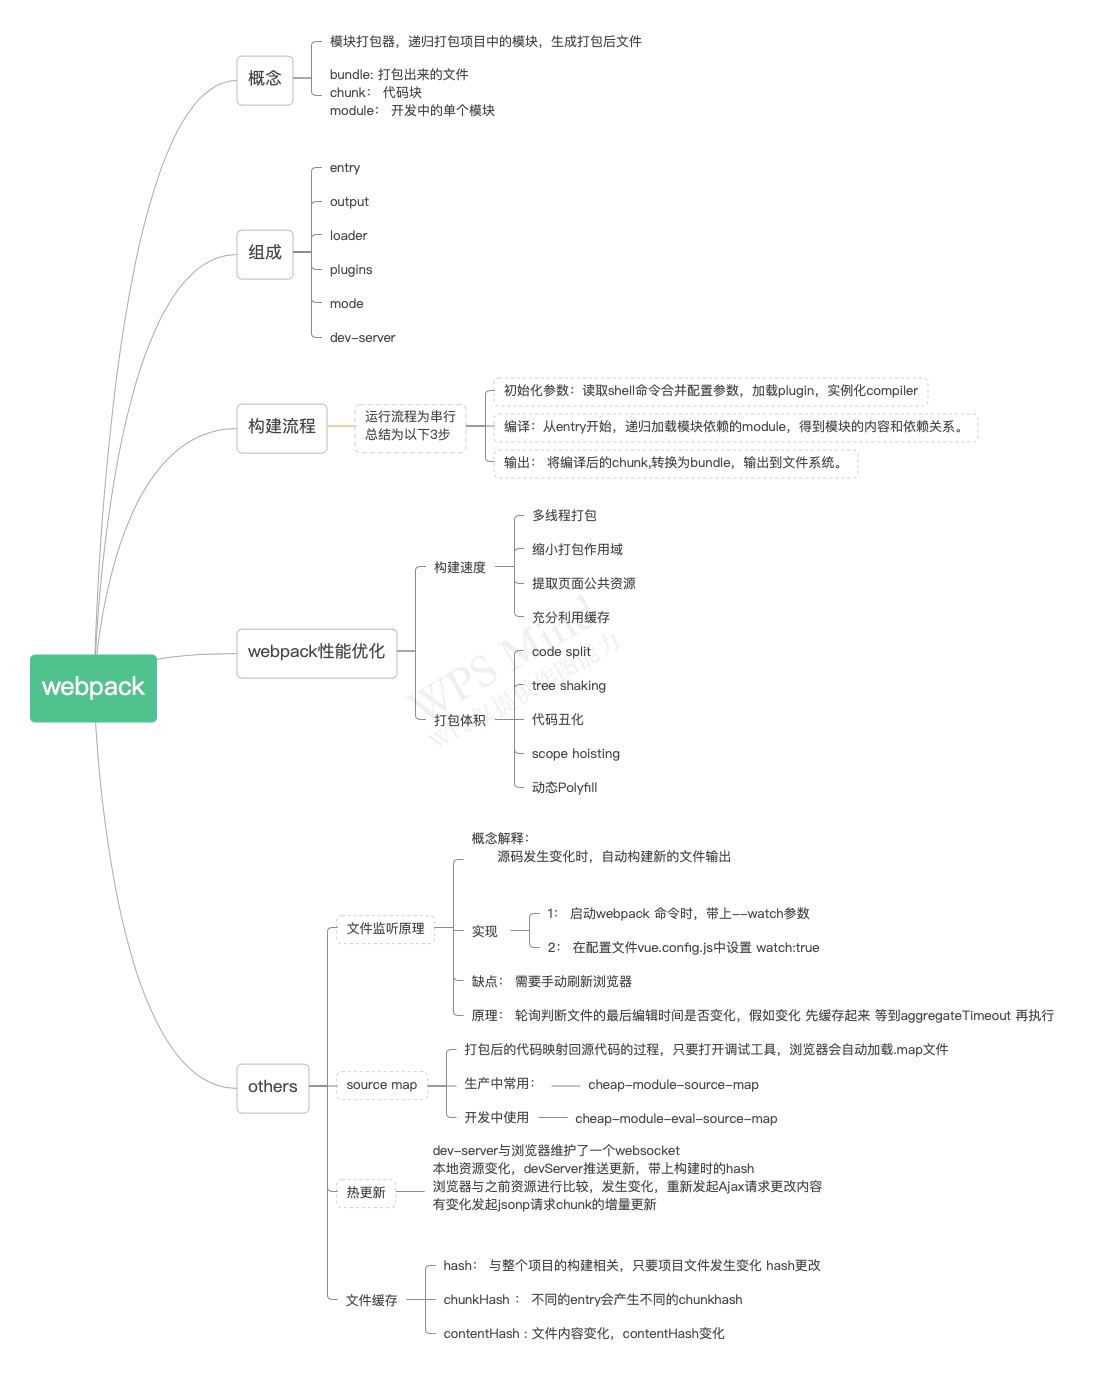 webpack
概念
模块打包器，递归打包项目中的模块，生成打包后文件
bundle: 打包出来的文件
chunk： 代码块
module： 开发中的单个模块
组成
entry
output
loader
plugins
mode
dev-server
构建流程
运行流程为串行
总结为以下3步
初始化参数：读取shell命令合并配置参数，加载plugin，实例化compiler
编译：从entry开始，递归加载模块依赖的module，得到模块的内容和依赖关系。
输出： 将编译后的chunk,转换为bundle，输出到文件系统。
webpack性能优化
构建速度
多线程打包
缩小打包作用域
提取页面公共资源
充分利用缓存
打包体积
code split
tree shaking
代码丑化
scope hoisting
动态Polyfill
WPS Mind
WPS仅提供作图能力
others
文件监听原理
概念解释：
源码发生变化时，自动构建新的文件输出
实现
1： 启动webpack 命令时，带上--watch参数
2： 在配置文件vue.config.js中设置 watch:true
缺点： 需要手动刷新浏览器
原理： 轮询判断文件的最后编辑时间是否变化，假如变化 先缓存起来 等到aggregateTimeout 再执行
source map
打包后的代码映射回源代码的过程，只要打开调试工具，浏览器会自动加载.map文件
生产中常用：
cheap-module-source-map
开发中使用
cheap-module-eval-source-map
热更新
dev-server与浏览器维护了一个websocket
本地资源变化，devServer推送更新，带上构建时的hash
浏览器与之前资源进行比较，发生变化，重新发起Ajax请求更改内容
有变化发起jsonp请求chunk的增量更新
文件缓存
hash： 与整个项目的构建相关，只要项目文件发生变化 hash更改
chunkHash： 不同的entry会产生不同的chunkhash
contentHash : 文件内容变化，contentHash变化